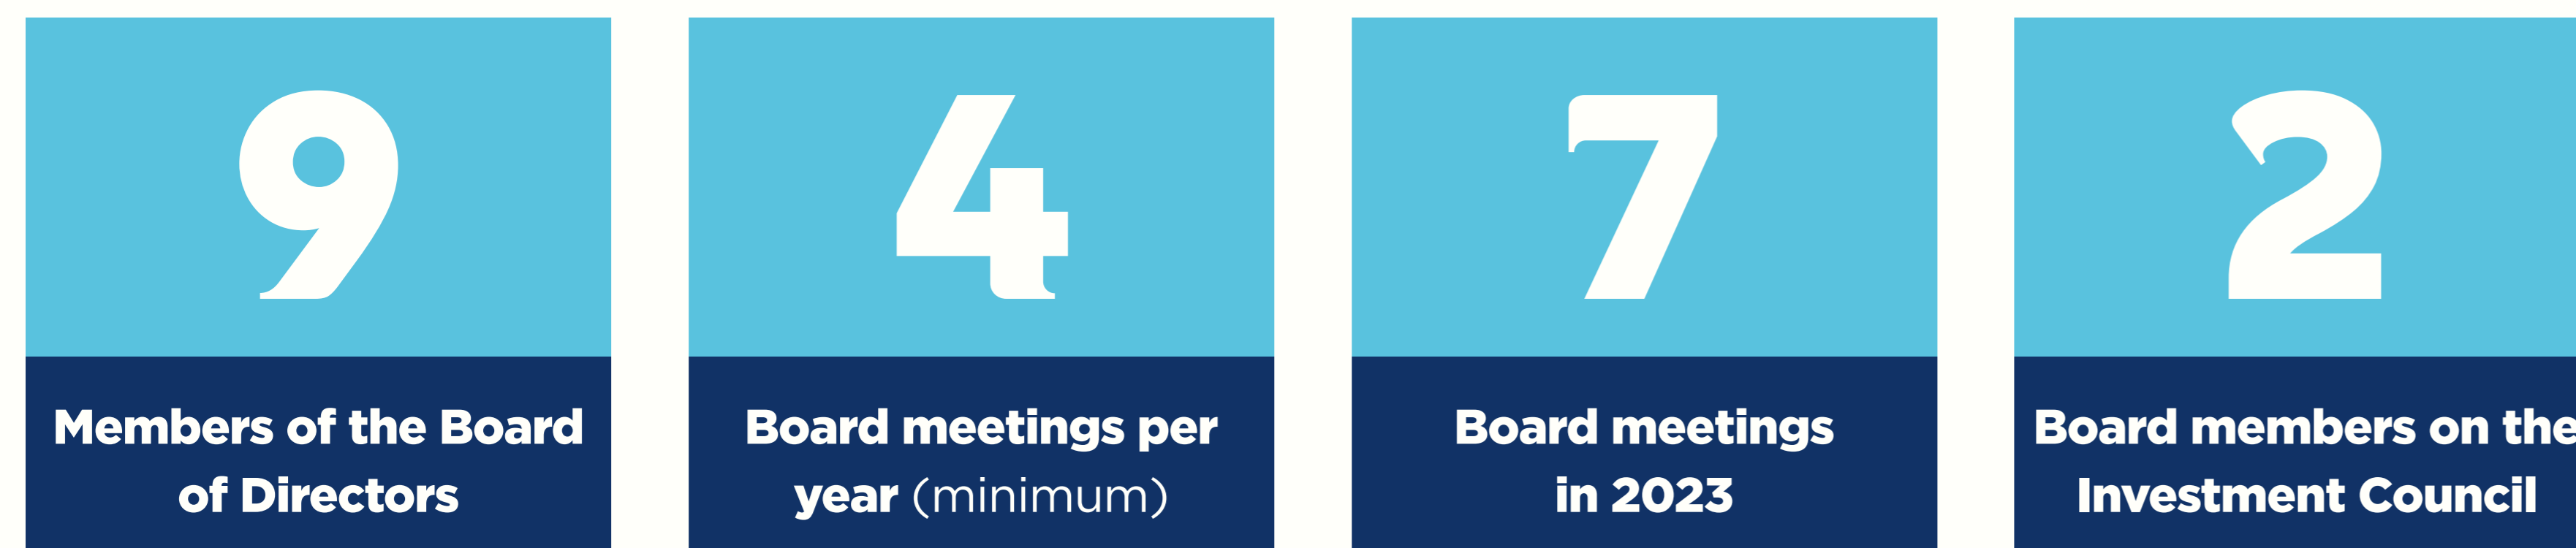 9
Members of the Board
of Directors
4
Board meetings per
year (minimum)
7
Board meetings
in 2023
2
Board members on the
Investment Council